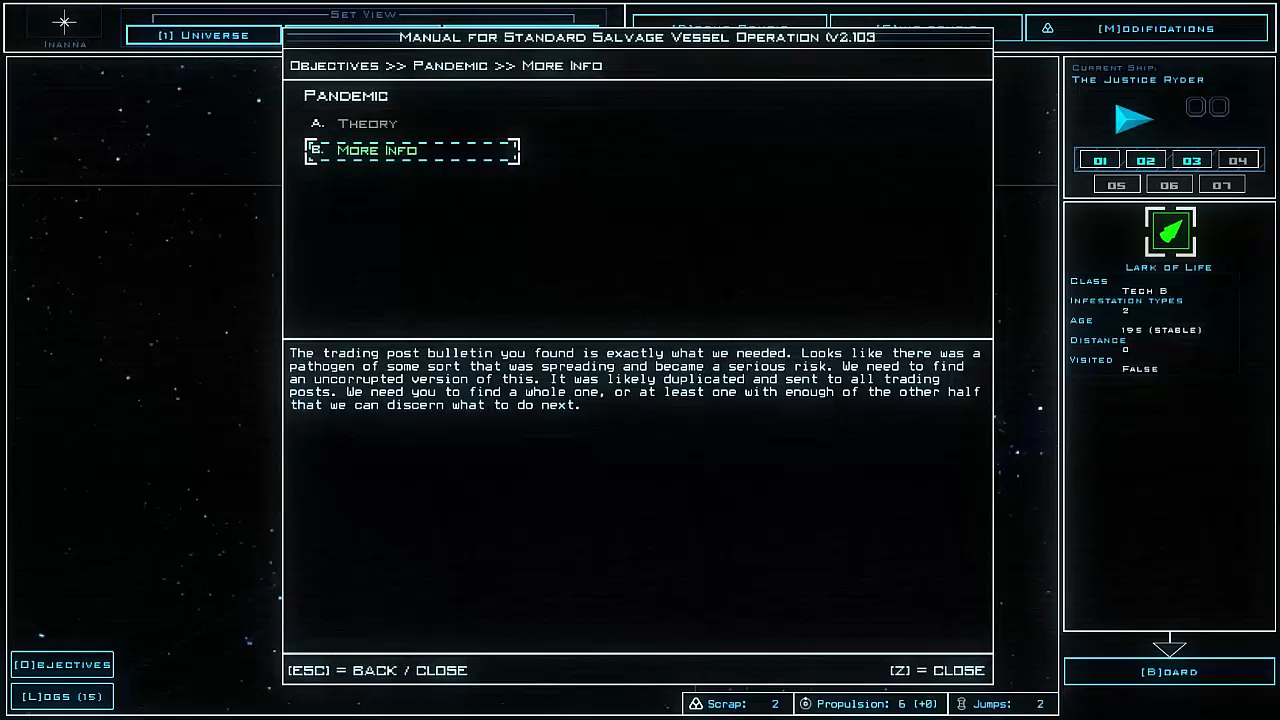 Set View
Inanna
[1] Universe
[M]odifications
Manual for Standard Salvage Vessel Operation (v2.103
Objectives >> Pandemic >> More Info
Pandemic
A. Theory
B. More Info
The trading post bulletin you found is exactly what we needed. Looks like there was a
pathogen of some sort that was spreading and became a serious risk. We need to find
an uncorrupted version of this. It was likely duplicated and sent to all trading
posts. We need you to find a whole one, or at least one with enough of the other half
that we can discern what to do next.
[ESC] = Back / Close
[Z] = Close
Current Ship:
The Justice Ryder
01 02 03 04
05 06 07
Lark of Life
Class
Tech B
Infestation Types
2
Age
195 (Stable)
Distance
0
Visited
False
[B]oard
[O]bjectives
[L]ogs (15)
Scrap: 2
Propulsion: 6 (+0)
Jumps: 2